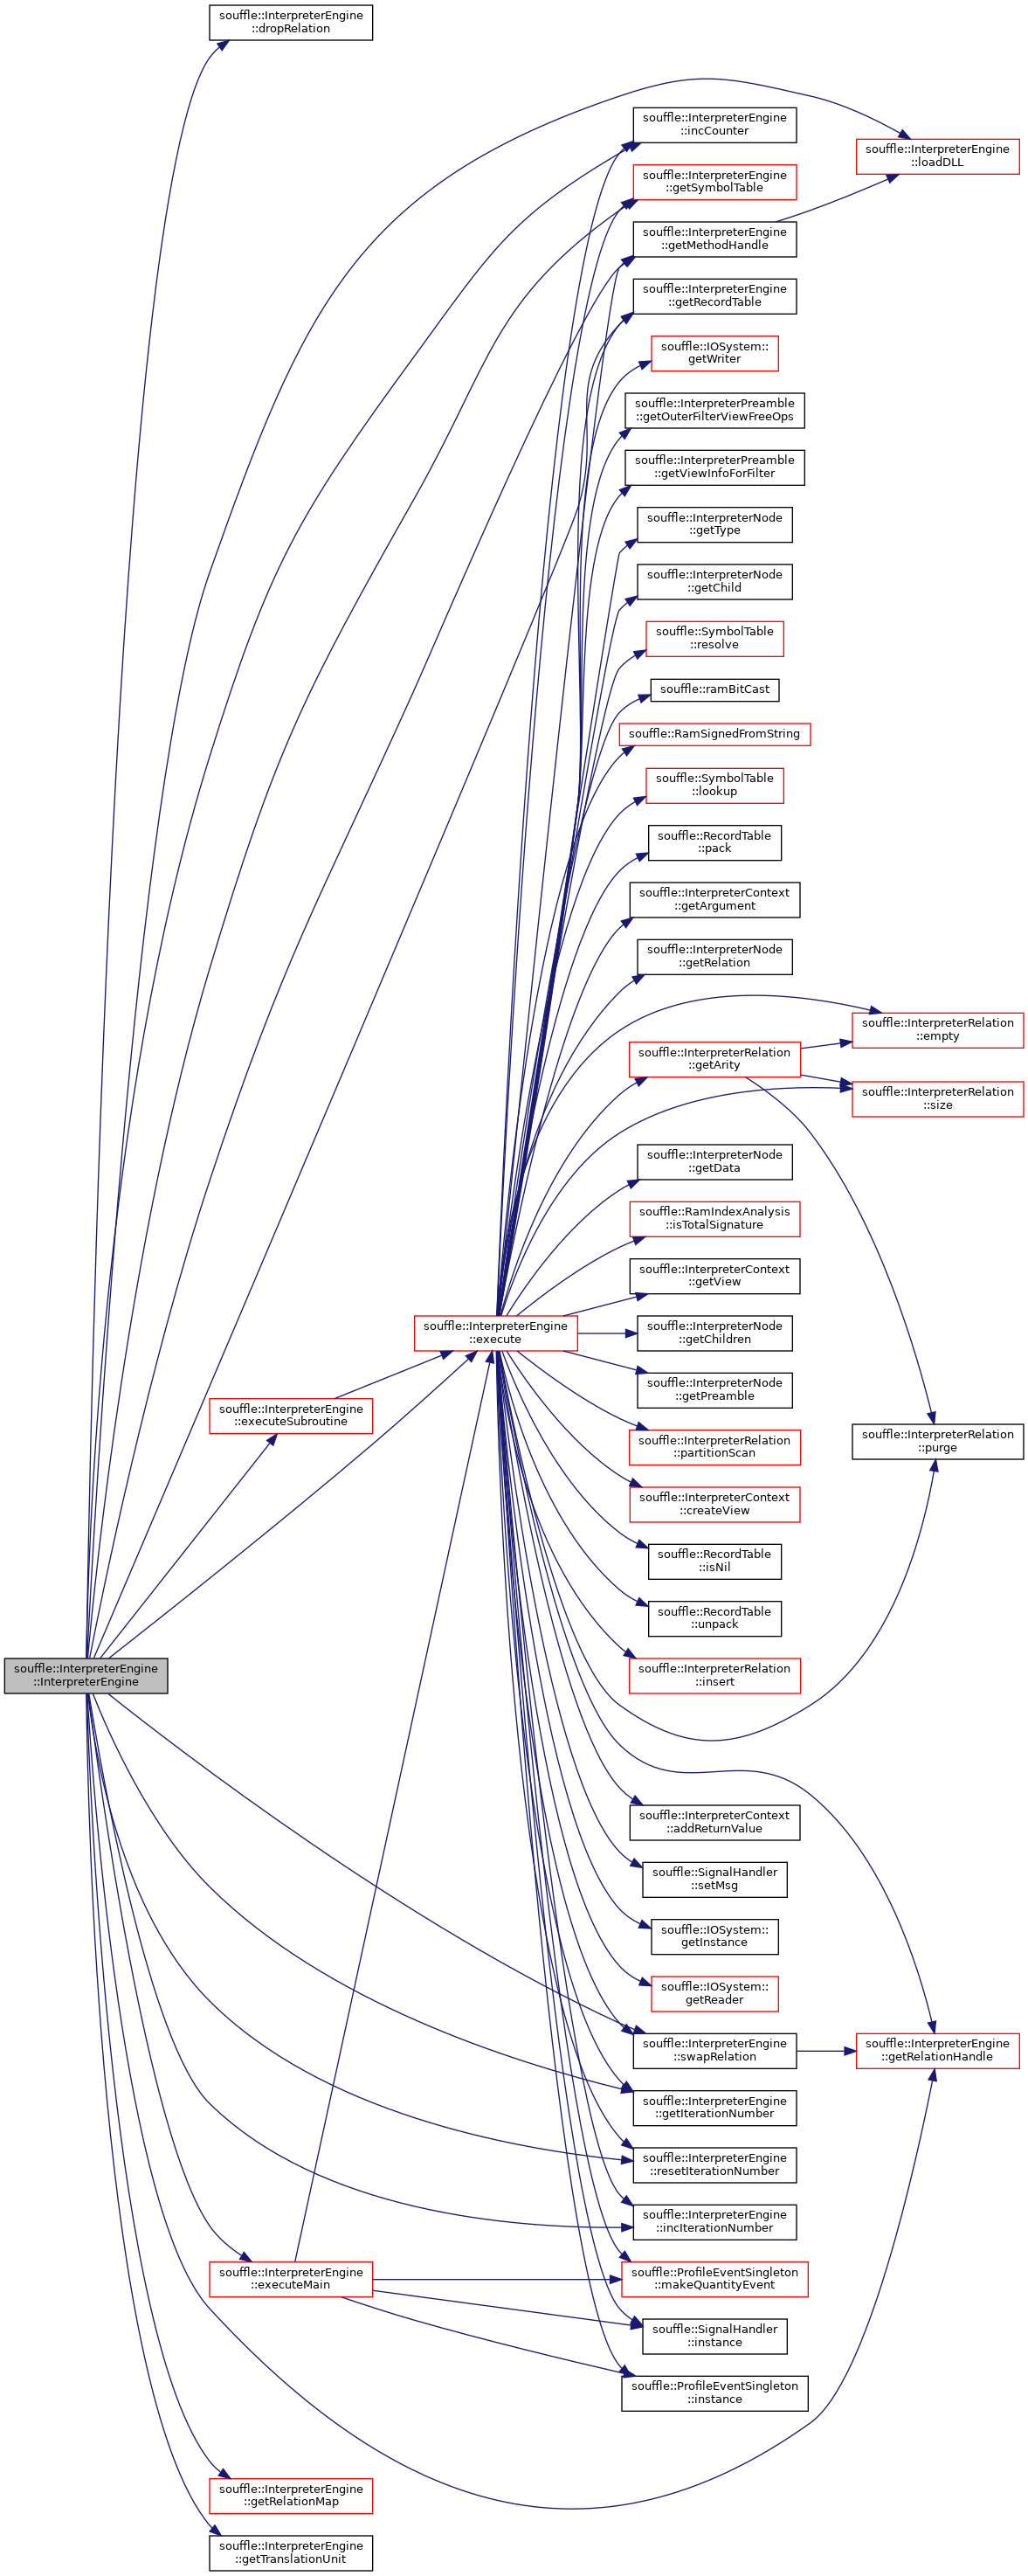 souffle::InterpreterEngine
::dropRelation
souffle::InterpreterEngine
::incCounter
souffle::InterpreterEngine
::loadDLL
souffle::InterpreterEngine
::getSymbolTable
souffle::InterpreterEngine
::getMethodHandle
souffle::InterpreterEngine
::getRecordTable
souffle::IOSystem::
getWriter
souffle::InterpreterPreamble
::getOuterFilterViewFreeOps
souffle::InterpreterPreamble
::getViewInfoForFilter
souffle::InterpreterNode
::getType
souffle::InterpreterNode
::getChild
souffle::SymbolTable
::resolve
souffle::ramBitCast
souffle::RamSignedFromString
souffle::SymbolTable
::lookup
souffle::RecordTable
::pack
souffle::InterpreterContext
::getArgument
souffle::InterpreterNode
::getRelation
souffle::InterpreterRelation
::empty
souffle::InterpreterRelation
::getArity
souffle::InterpreterRelation
::size
souffle::InterpreterNode
::getData
souffle::RamIndexAnalysis
::isTotalSignature
souffle::InterpreterContext
::getView
souffle::InterpreterEngine
::execute
souffle::InterpreterNode
::getChildren
souffle::InterpreterNode
::getPreamble
souffle::InterpreterEngine
::executeSubroutine
souffle::InterpreterRelation
::partitionScan
souffle::InterpreterRelation
::purge
souffle::InterpreterContext
::createView
souffle::RecordTable
::isNil
souffle::RecordTable
::unpack
souffle::InterpreterEngine
::InterpreterEngine
souffle::InterpreterRelation
::insert
souffle::InterpreterContext
::addReturnValue
souffle::SignalHandler
::setMsg
souffle::IOSystem::
getInstance
souffle::IOSystem::
getReader
souffle::InterpreterEngine
::swapRelation
souffle::InterpreterEngine
::getRelationHandle
souffle::InterpreterEngine
::getIterationNumber
souffle::InterpreterEngine
::resetIterationNumber
souffle::InterpreterEngine
::incIterationNumber
souffle::InterpreterEngine
::executeMain
souffle::ProfileEventSingleton
::makeQuantityEvent
souffle::SignalHandler
::instance
souffle::ProfileEventSingleton
::instance
souffle::InterpreterEngine
::getRelationMap
souffle::InterpreterEngine
::getTranslationUnit